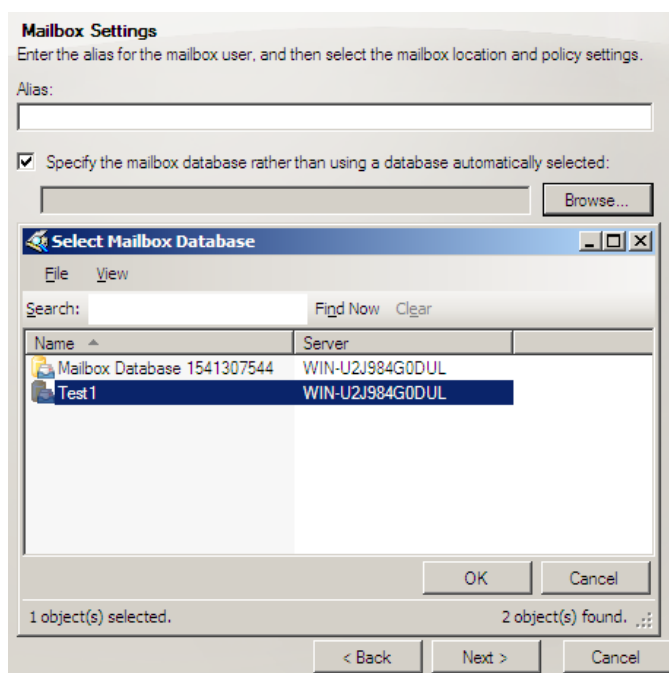 Mailbox Settings
Enter the alias for the mailbox user, and then select the mailbox location and policy settings.
Alias:
Specify the mailbox database rather than using a database automatically selected:
Browse...
Select Mailbox Database
File View
Search: Find Now Clear
Name Server
Mailbox Database 1541307544 WIN-U2J984G0DUL
Test1 WIN-U2J984G0DUL
OK Cancel
1 object(s) selected. 2 object(s) found.
< Back Next > Cancel